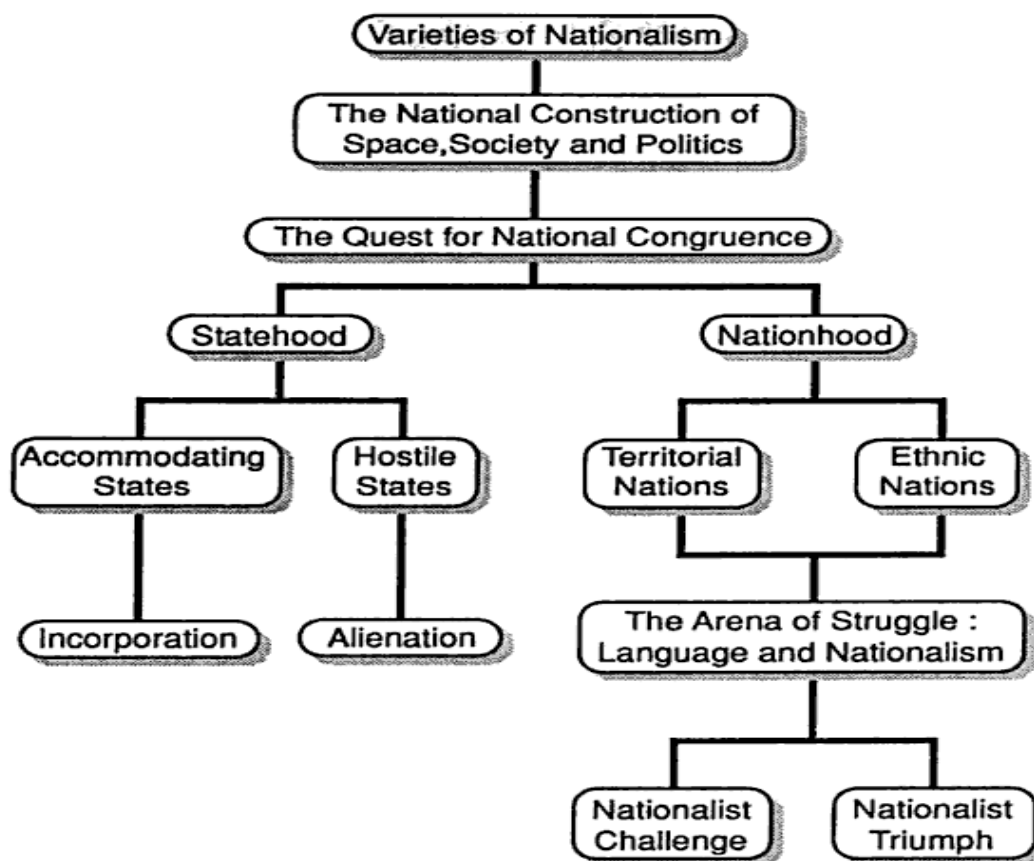 Varieties of Nationalism
The National Construction of
Space,Society and Politics
The Quest for National Congruence
Statehood
Nationhood
Accommodating
States
Hostile
States
Territorial
Nations
Ethnic
Nations
Incorporation
Alienation
The Arena of Struggle :
Language and Nationalism
Nationalist
Challenge
Nationalist
Triumph